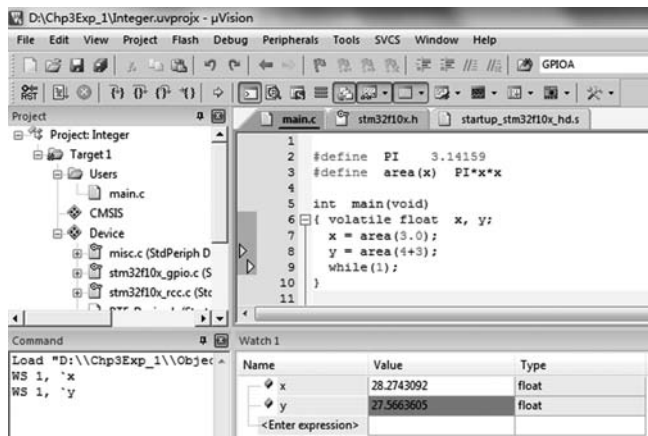 D:\Chp3Exp_1\Integer.uvprojx - µVision
File Edit View Project Flash Debug Peripherals Tools SVCS Window Help
GPIOA
RST
Project
Project: Integer
Target 1
Users
main.c
CMSIS
Device
misc.c (StdPeriph D
stm32f10x_gpio.c (S
stm32f10x_rcc.c (Stc
main.c stm32f10x.h startup_stm32f10x_hd.s
1
2 #define PI 3.14159
3 #define area(x) PI*x*x
4
5 int main(void)
6 { volatile float x, y;
7 x = area(3.0);
8 y = area(4+3);
9 while(1);
10 }
11
Command
Load "D:\\Chp3Exp_1\\Objec
WS 1, `x
WS 1, `y
Watch 1
Name Value Type
x 28.2743092 float
y 27.5663605 float
<Enter expression>